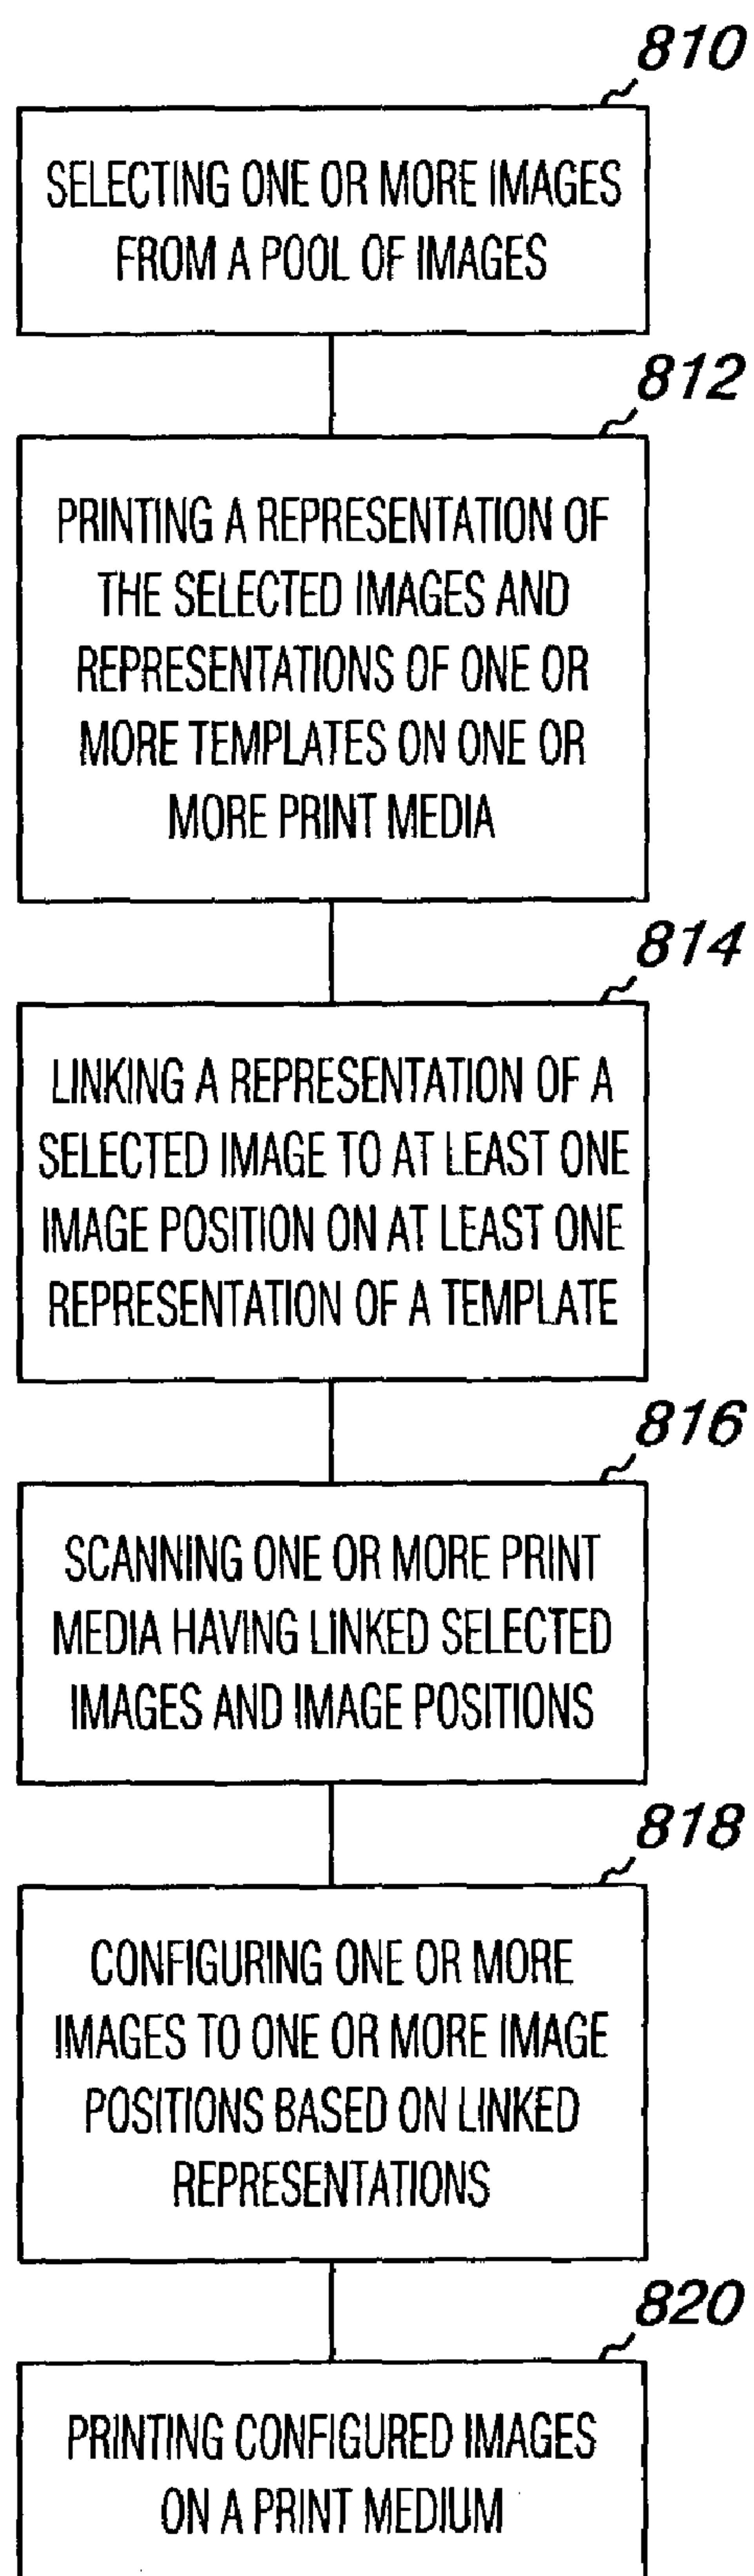 810
SELECTING ONE OR MORE IMAGES
FROM A POOL OF IMAGES
812
PRINTING A REPRESENTATION OF
THE SELECTED IMAGES AND
REPRESENTATIONS OF ONE OR
MORE TEMPLATES ON ONE OR
MORE PRINT MEDIA
814
LINKING A REPRESENTATION OF A
SELECTED IMAGE TO AT LEAST ONE
IMAGE POSITION ON AT LEAST ONE
REPRESENTATION OF A TEMPLATE
816
SCANNING ONE OR MORE PRINT
MEDIA HAVING LINKED SELECTED
IMAGES AND IMAGE POSITIONS
818
CONFIGURING ONE OR MORE
IMAGES TO ONE OR MORE IMAGE
POSITIONS BASED ON LINKED
REPRESENTATIONS
820
PRINTING CONFIGURED IMAGES
ON A PRINT MEDIUM